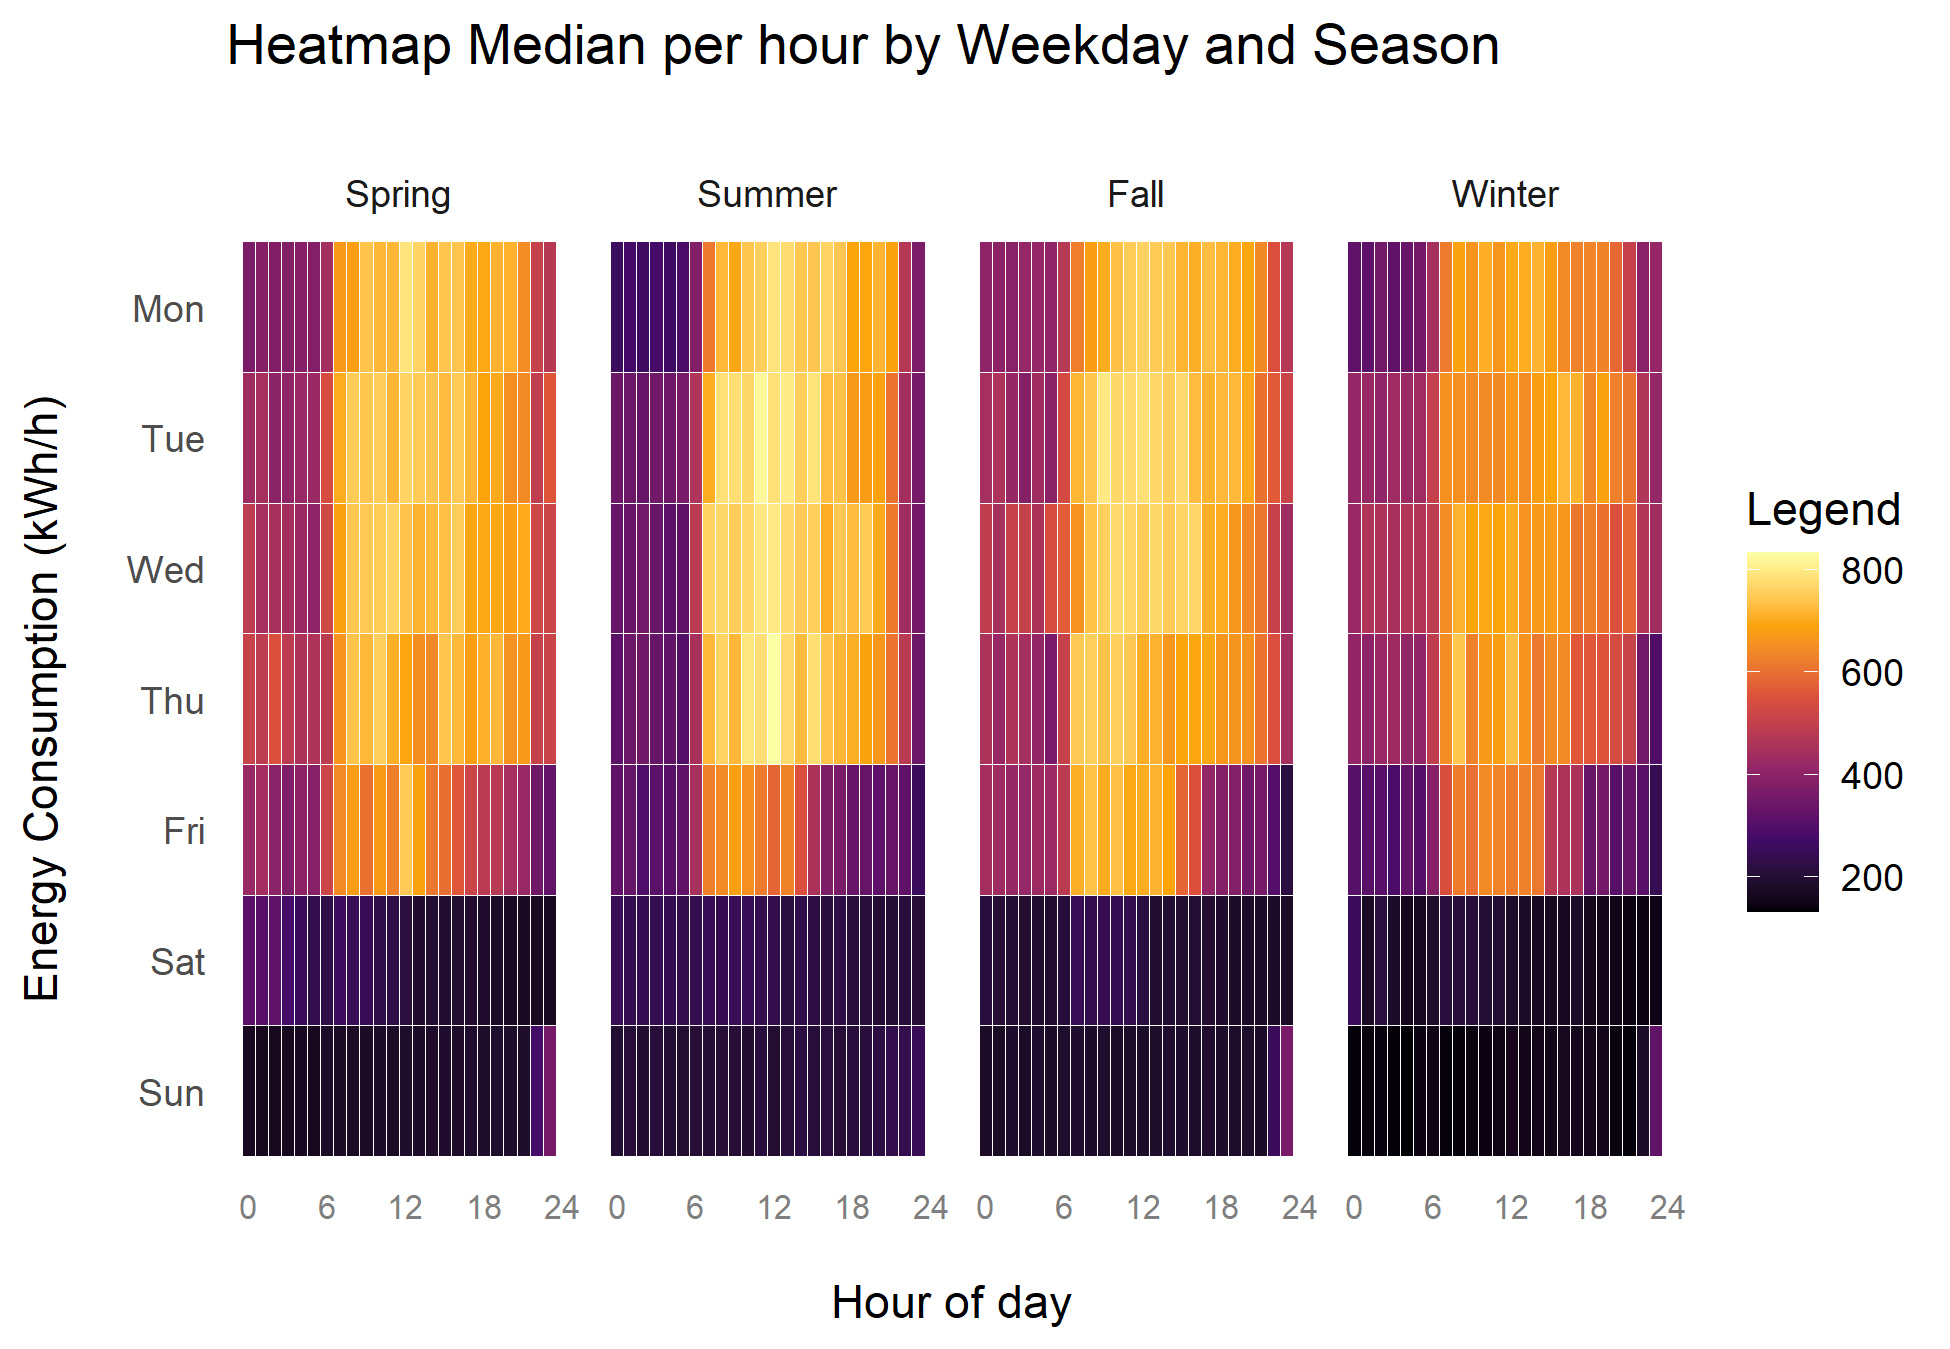 Heatmap Median per hour by Weekday and Season
Spring Summer Fall Winter
Mon
Tue
Wed
Thu
Fri
Sat
Sun
Energy Consumption (kWh/h)
0 6 12 18 24 0 6 12 18 24 0 6 12 18 24 0 6 12 18 24
Hour of day
Legend
800
600
400
200